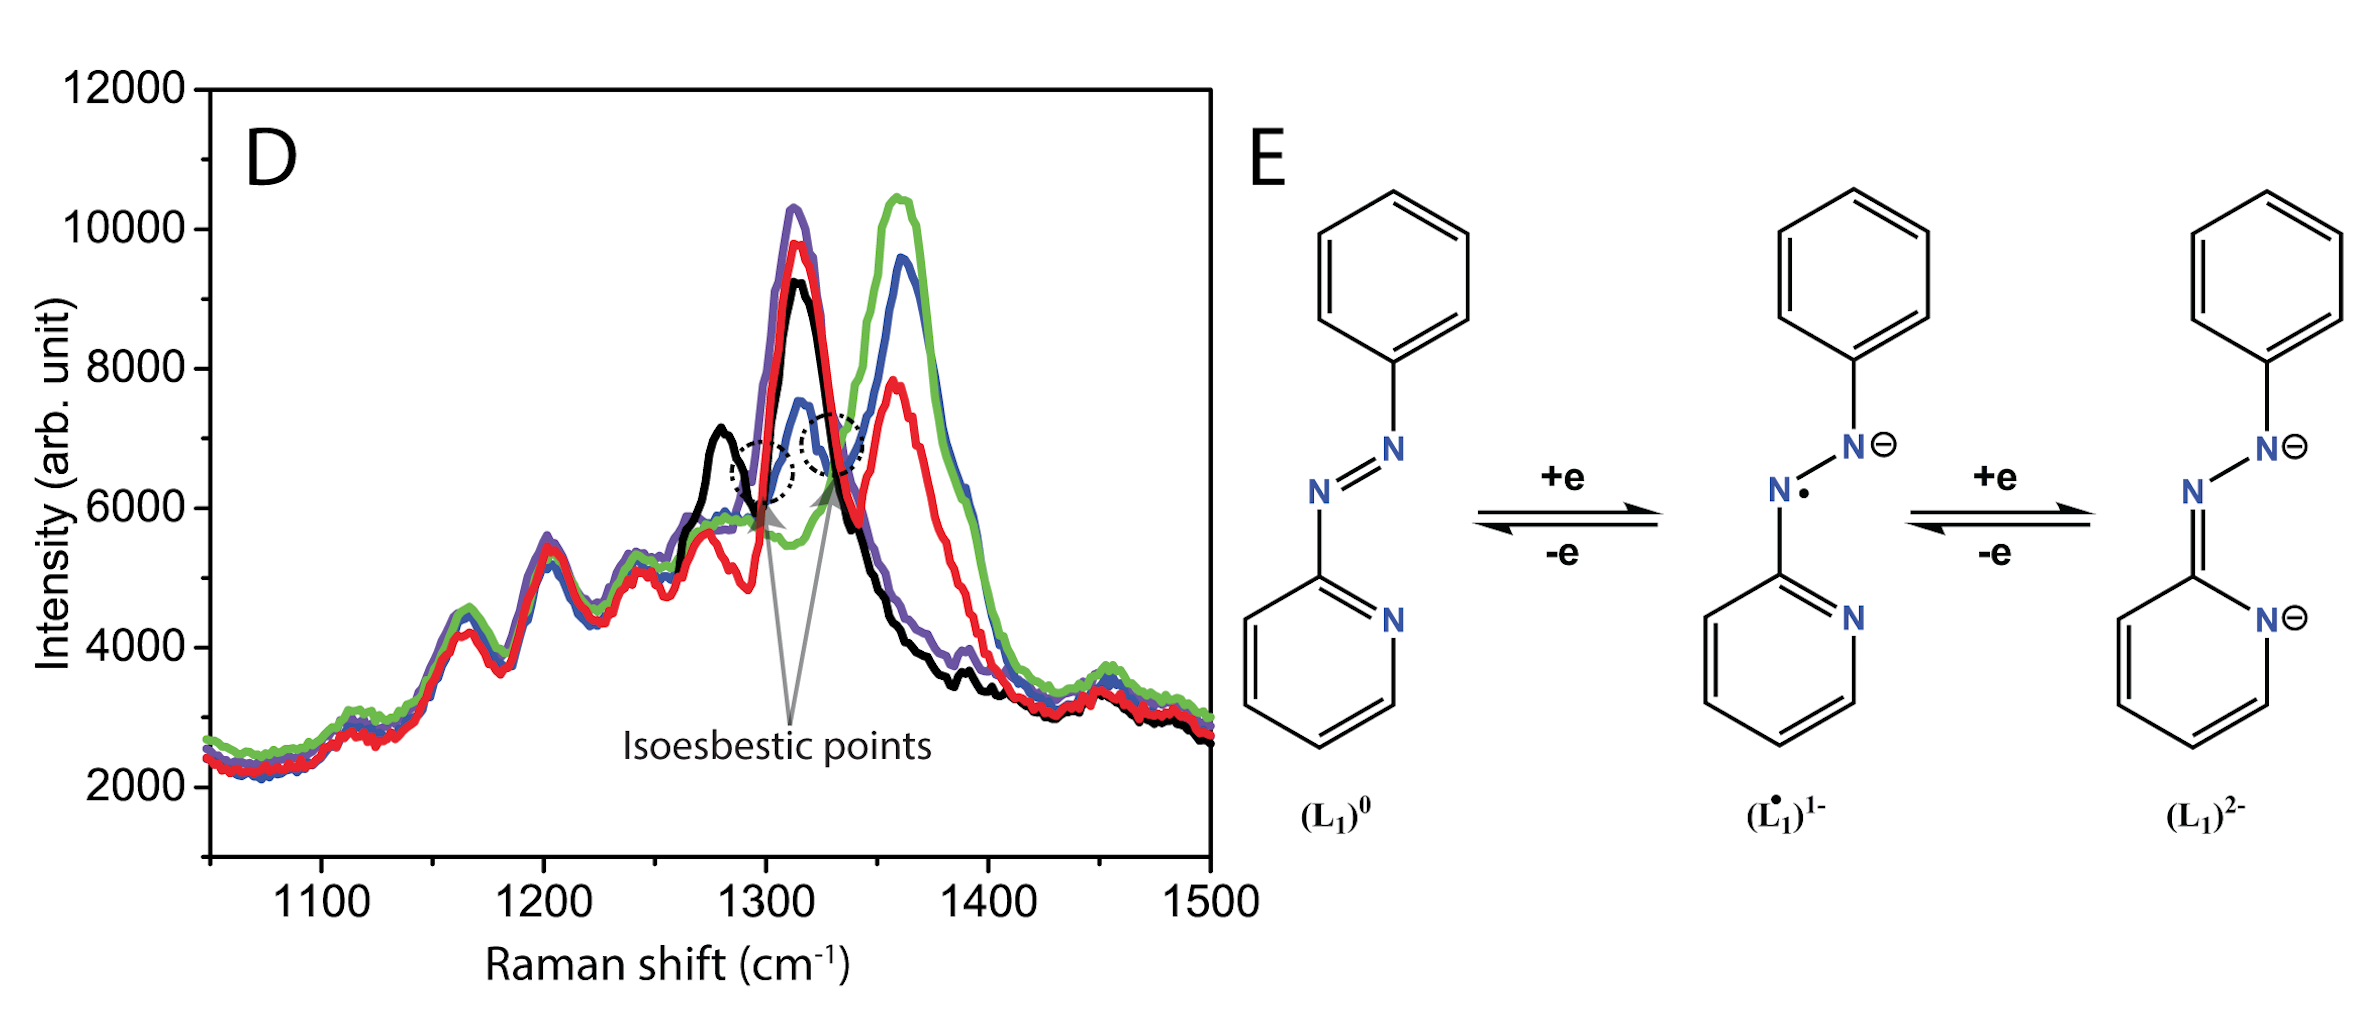 D
12000
10000
8000
6000
4000
2000
Intensity (arb. unit)
Isoesbestic points
1100 1200 1300 1400 1500
Raman shift (cm-1)
E
N
N
N
+e
-e
N⊖
N•
N
+e
-e
N⊖
N
N⊖
(L1)0
(L̇1)1-
(L1)2-